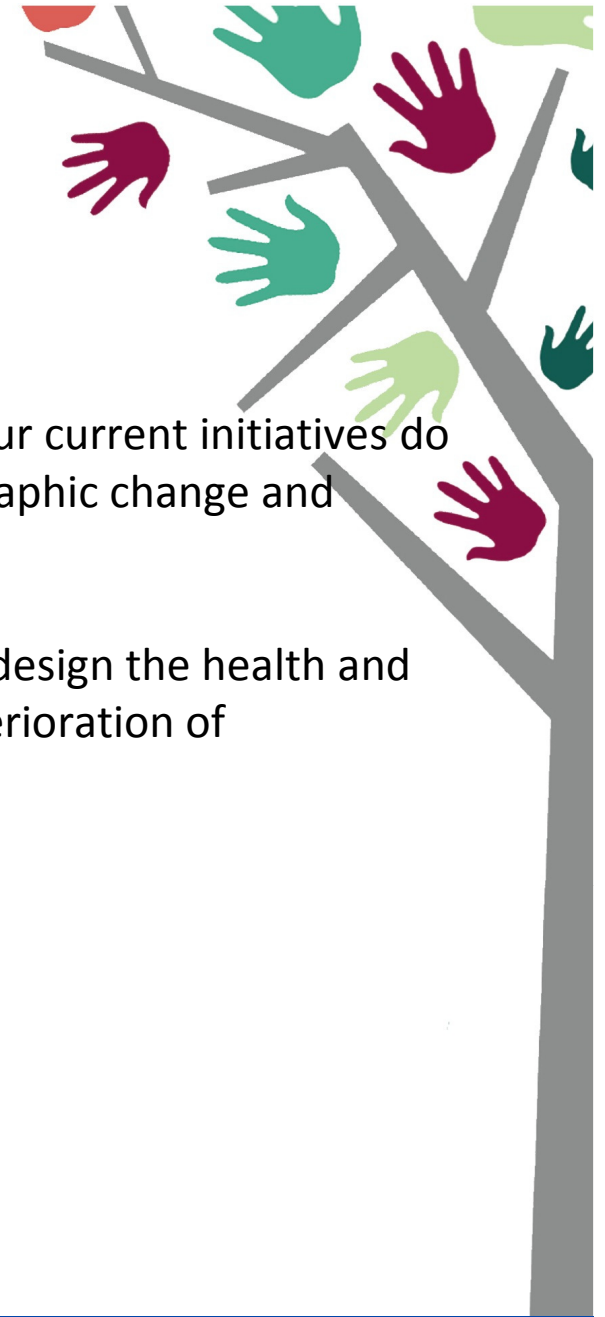 ur current initiatives do
aphic change and
design the health and
erioration of